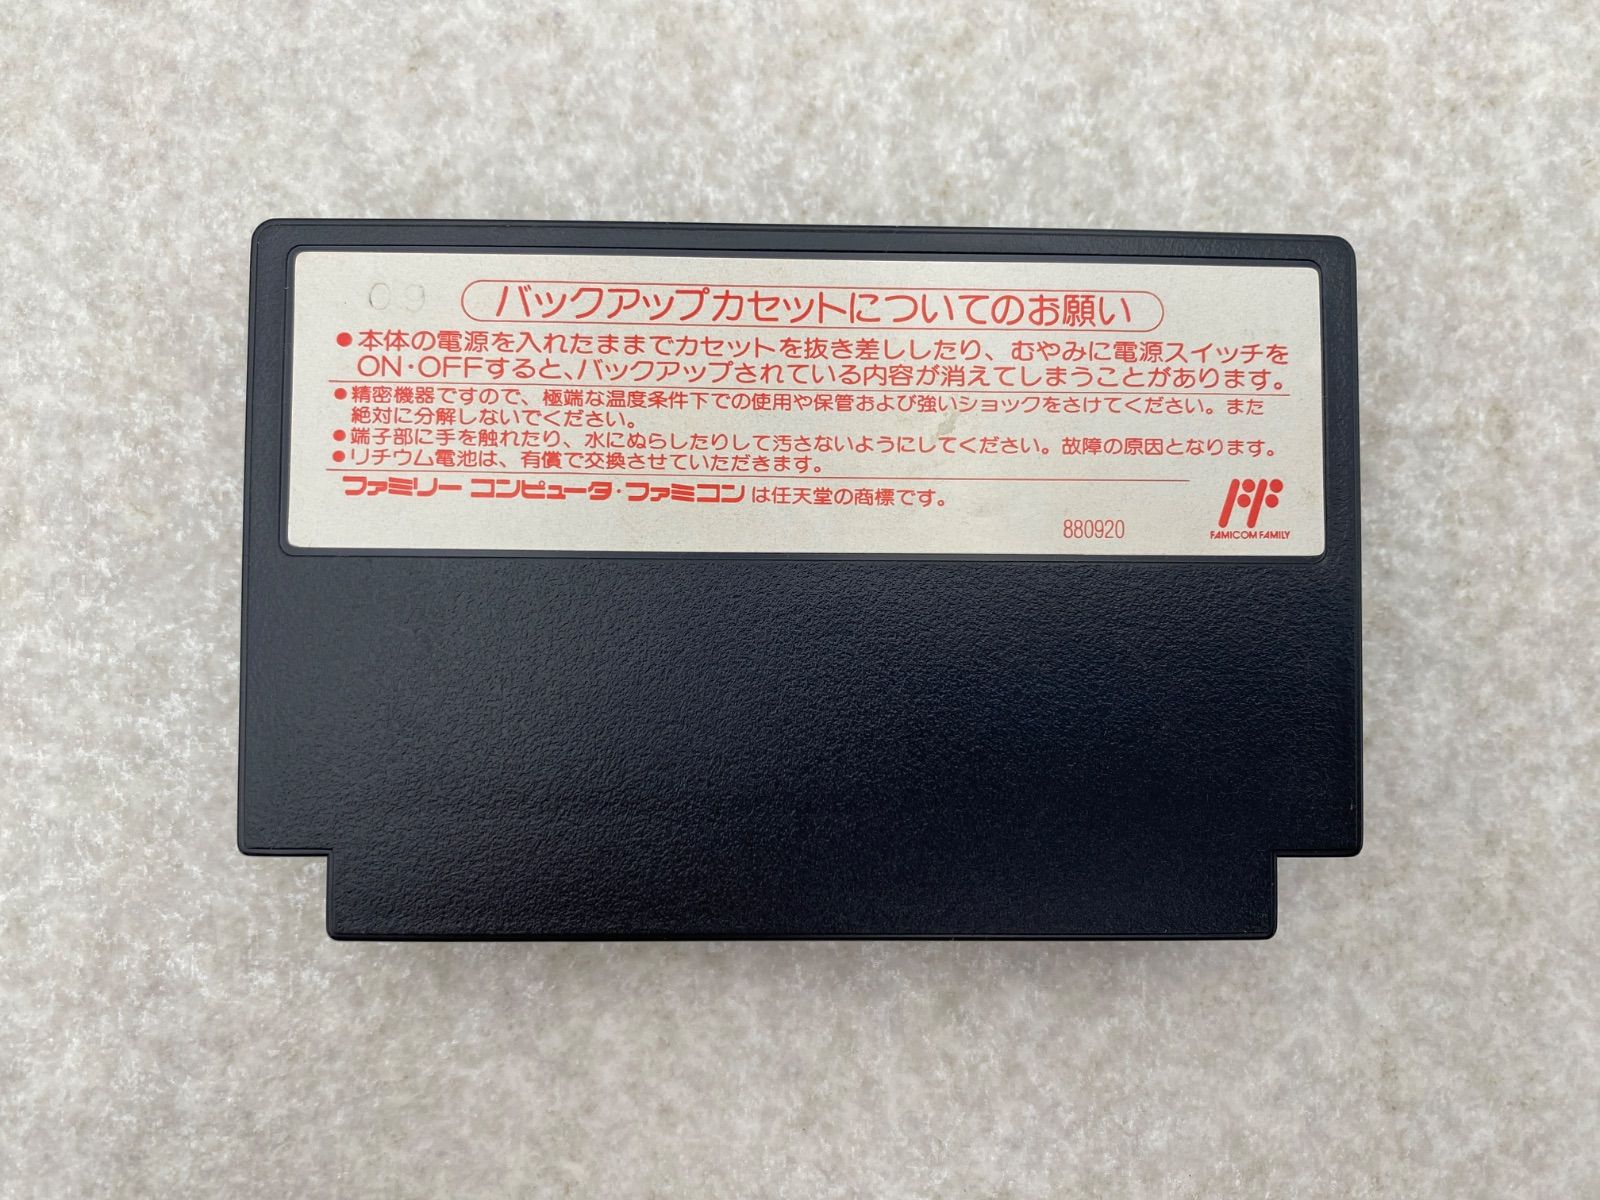 09
バックアップカセットについてのお願い
●本体の電源を入れたままでカセットを抜き差ししたり、むやみに電源スイッチを
ON・OFFすると、バックアップされている内容が消えてしまうことがあります。
●精密機器ですので、極端な温度条件下での使用や保管および強いショックをさけてください。また
絶対に分解しないでください。
●端子部に手を触れたり、水にぬらしたりして汚さないようにしてください。故障の原因となります。
●リチウム電池は、有償で交換させていただきます。
ファミリーコンピュータ・ファミコンは任天堂の商標です。
880920
FAMICOM FAMILY